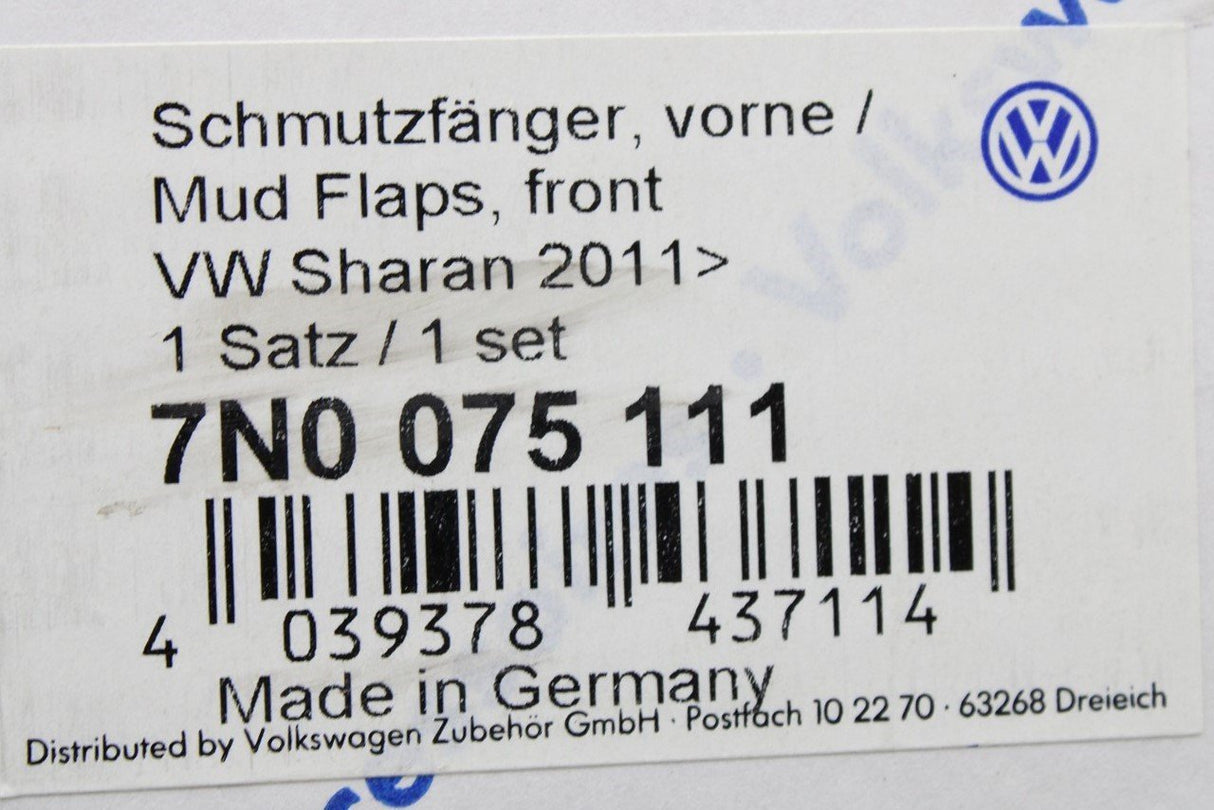 Schmutzfänger, vorne /
Mud Flaps, front
VW Sharan 2011>
1 Satz / 1 set
7N0 075 111
4 039378 437114
Made in Germany
Distributed by Volkswagen Zubehör GmbH · Postfach 10 22 70 · 63268 Dreieich